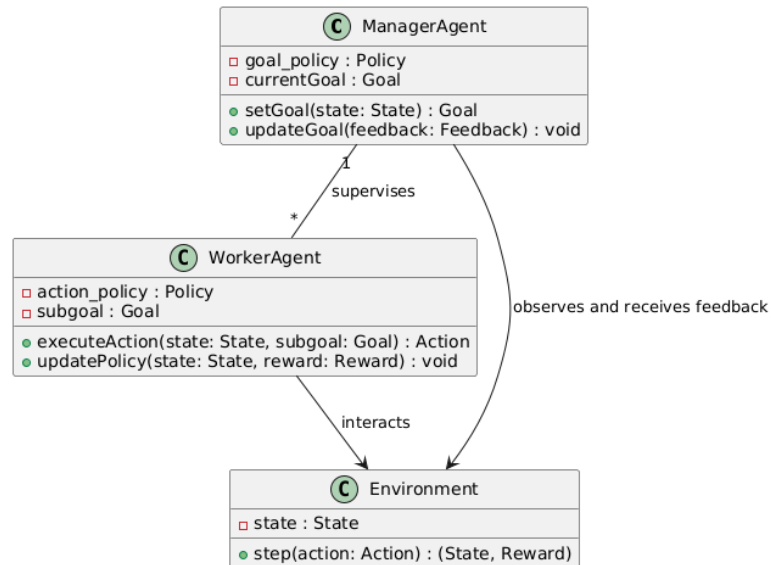 C ManagerAgent
goal_policy : Policy
currentGoal : Goal
setGoal(state: State) : Goal
updateGoal(feedback: Feedback) : void
1
supervises
*
C WorkerAgent
action_policy : Policy
subgoal : Goal
executeAction(state: State, subgoal: Goal) : Action
updatePolicy(state: State, reward: Reward) : void
observes and receives feedback
interacts
C Environment
state : State
step(action: Action) : (State, Reward)